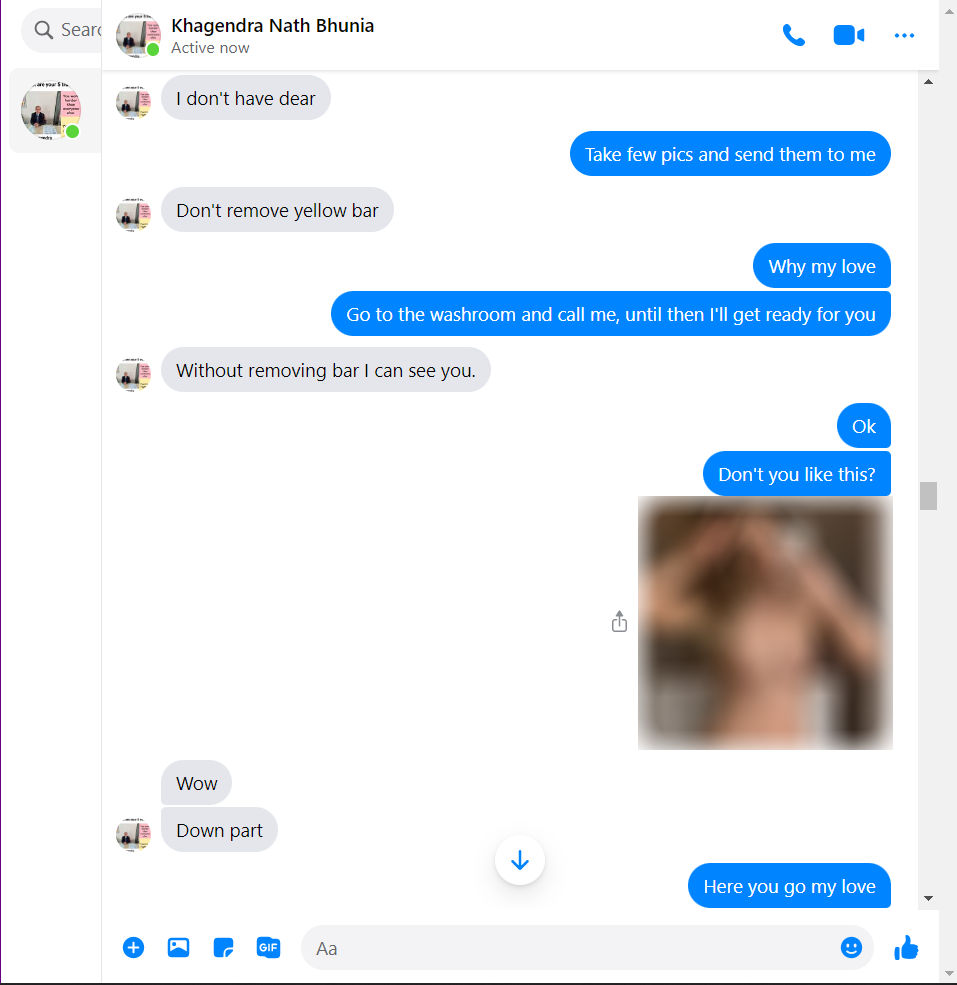 Searc
Khagendra Nath Bhunia
Active now
I don't have dear
Take few pics and send them to me
Don't remove yellow bar
Why my love
Go to the washroom and call me, until then I'll get ready for you
Without removing bar I can see you.
Ok
Don't you like this?
Wow
Down part
Here you go my love
GIF
Aa